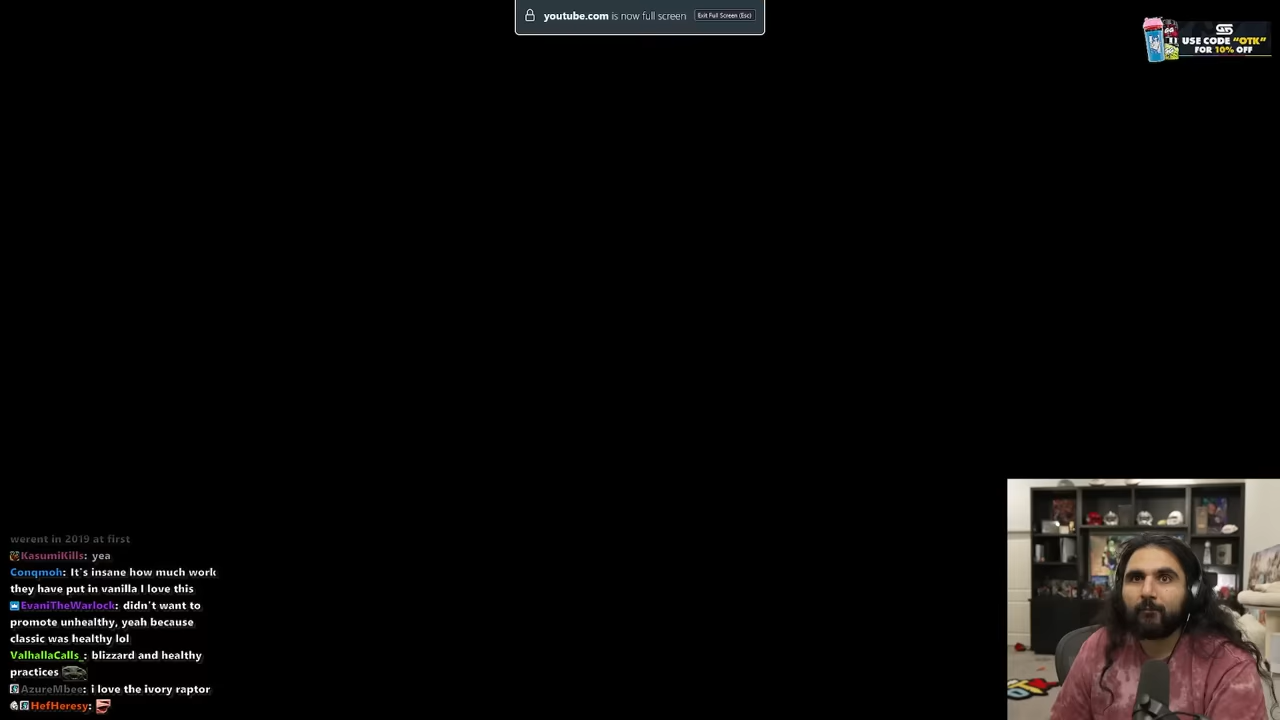 youtube.com is now full screen Exit Full Screen (Esc)
USE CODE "OTK"
FOR 10% OFF
werent in 2019 at first
KasumiKills: yea
Conqmoh: It's insane how much work
they have put in vanilla I love this
EvaniTheWarlock: didn't want to
promote unhealthy, yeah because
classic was healthy lol
ValhallaCalls_: blizzard and healthy
practices
AzureMbee: i love the ivory raptor
HefHeresy: